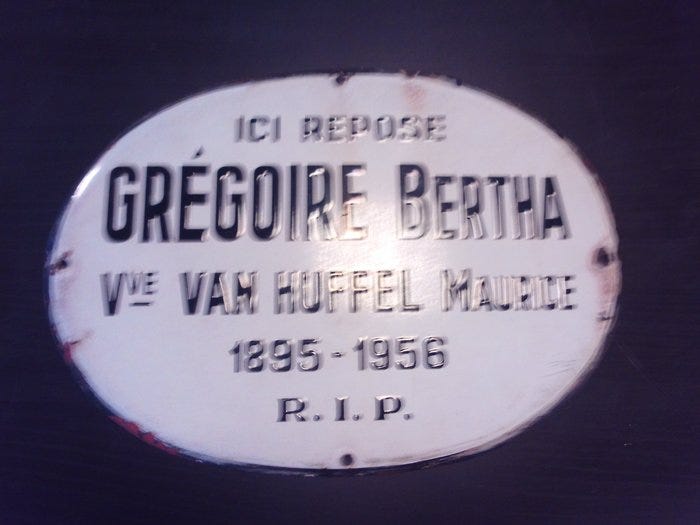 ICI REPOSE
GRÉGOIRE BERTHA
VVE VAN HUFFEL MAURICE
1895-1956
R.I.P.